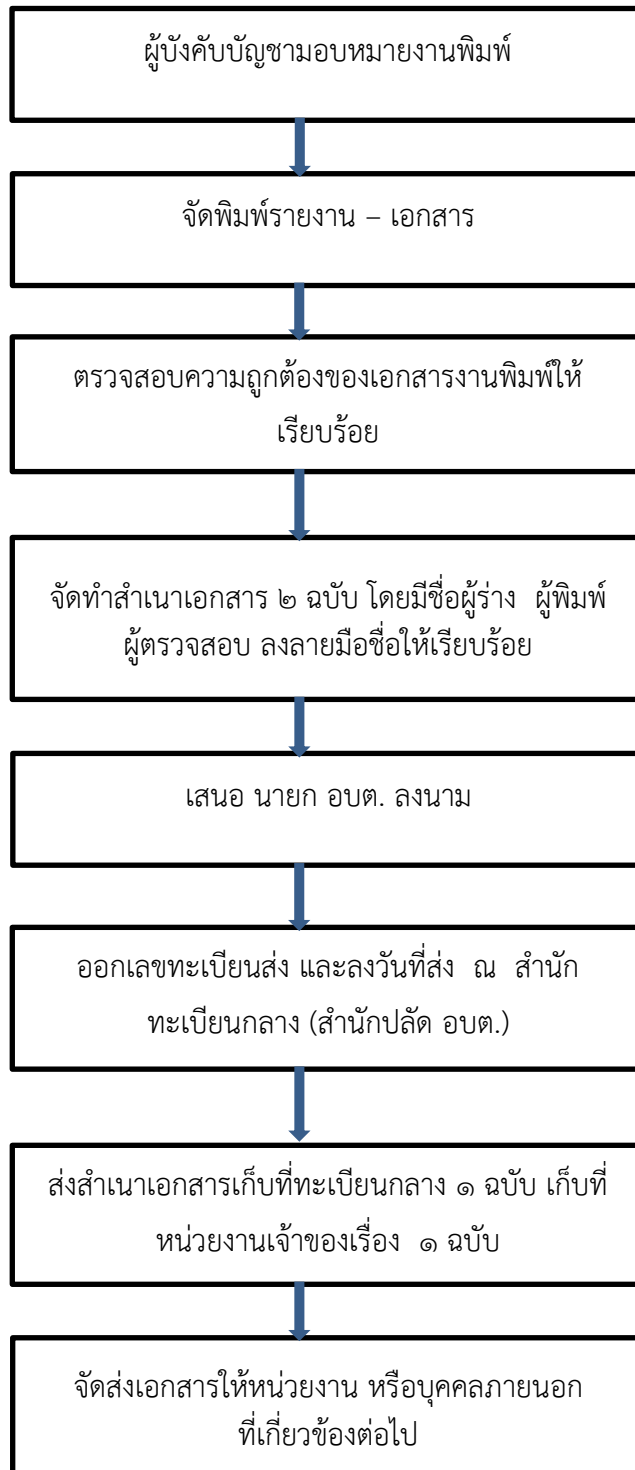 ผู้บังคับบัญชามอบหมายงานพิมพ์
จัดพิมพ์รายงาน – เอกสาร
ตรวจสอบความถูกต้องของเอกสารงานพิมพ์ให้
เรียบร้อย
จัดทำสำเนาเอกสาร ๒ ฉบับ โดยมีชื่อผู้ร่าง ผู้พิมพ์
ผู้ตรวจสอบ ลงลายมือชื่อให้เรียบร้อย
เสนอ นายก อบต. ลงนาม
ออกเลขทะเบียนส่ง และลงวันที่ส่ง ณ สำนัก
ทะเบียนกลาง (สำนักปลัด อบต.)
ส่งสำเนาเอกสารเก็บที่ทะเบียนกลาง ๑ ฉบับ เก็บที่
หน่วยงานเจ้าของเรื่อง ๑ ฉบับ
จัดส่งเอกสารให้หน่วยงาน หรือบุคคลภายนอก
ที่เกี่ยวข้องต่อไป